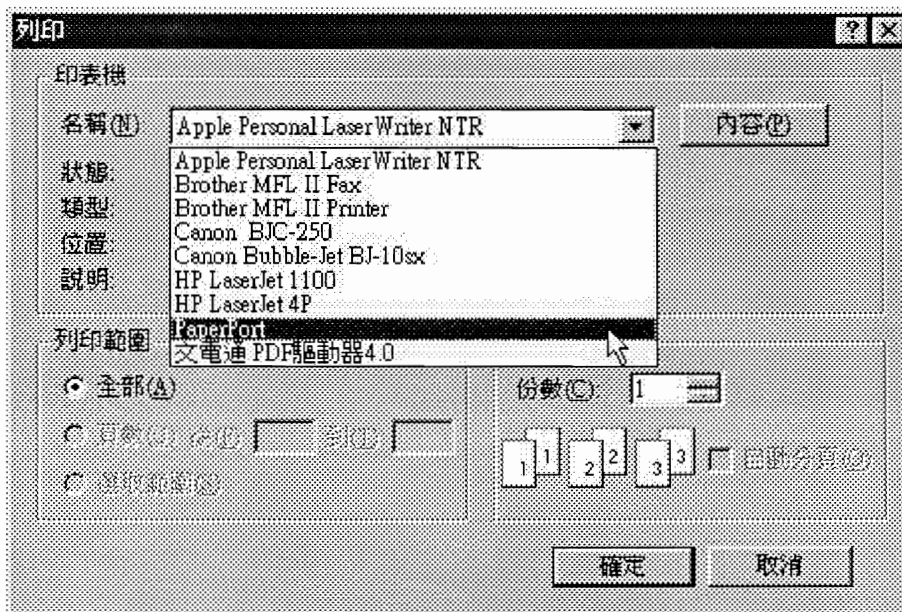 列印
印表機
名稱(N)
Apple Personal LaserWriter NTR
內容(P)
Apple Personal LaserWriter NTR
Brother MFL II Fax
Brother MFL II Printer
Canon BJC-250
Canon Bubble-Jet BJ-10sx
HP LaserJet 1100
HP LaserJet 4P
PaperPort
文電通 PDF驅動器4.0
狀態:
類型:
位置:
說明:
列印範圍
全部(A)
份數(C):
1
1 1 2 2 3 3
自動分頁(O)
確定
取消